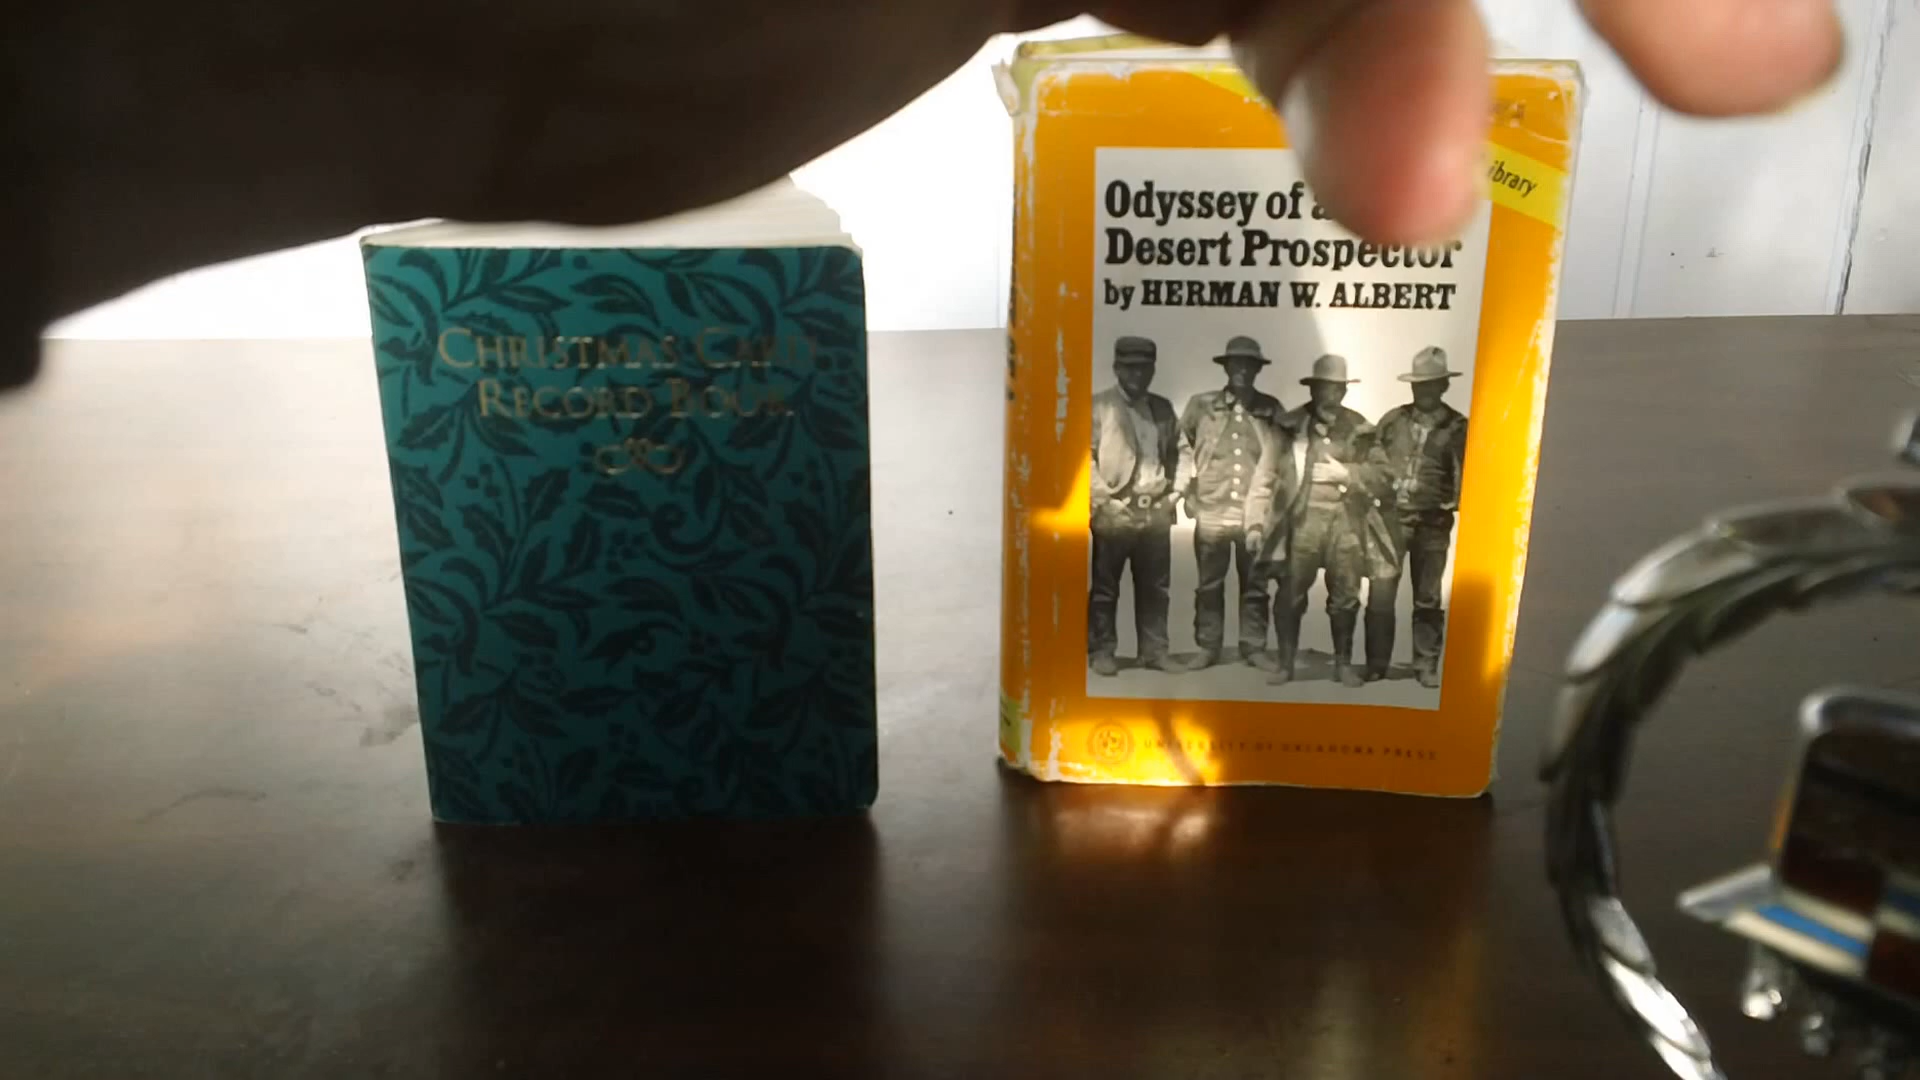 CHRISTMAS CARD
RECORD BOOK
Library
Odyssey of a
Desert Prospector
by HERMAN W. ALBERT
UNIVERSITY OF OKLAHOMA PRESS